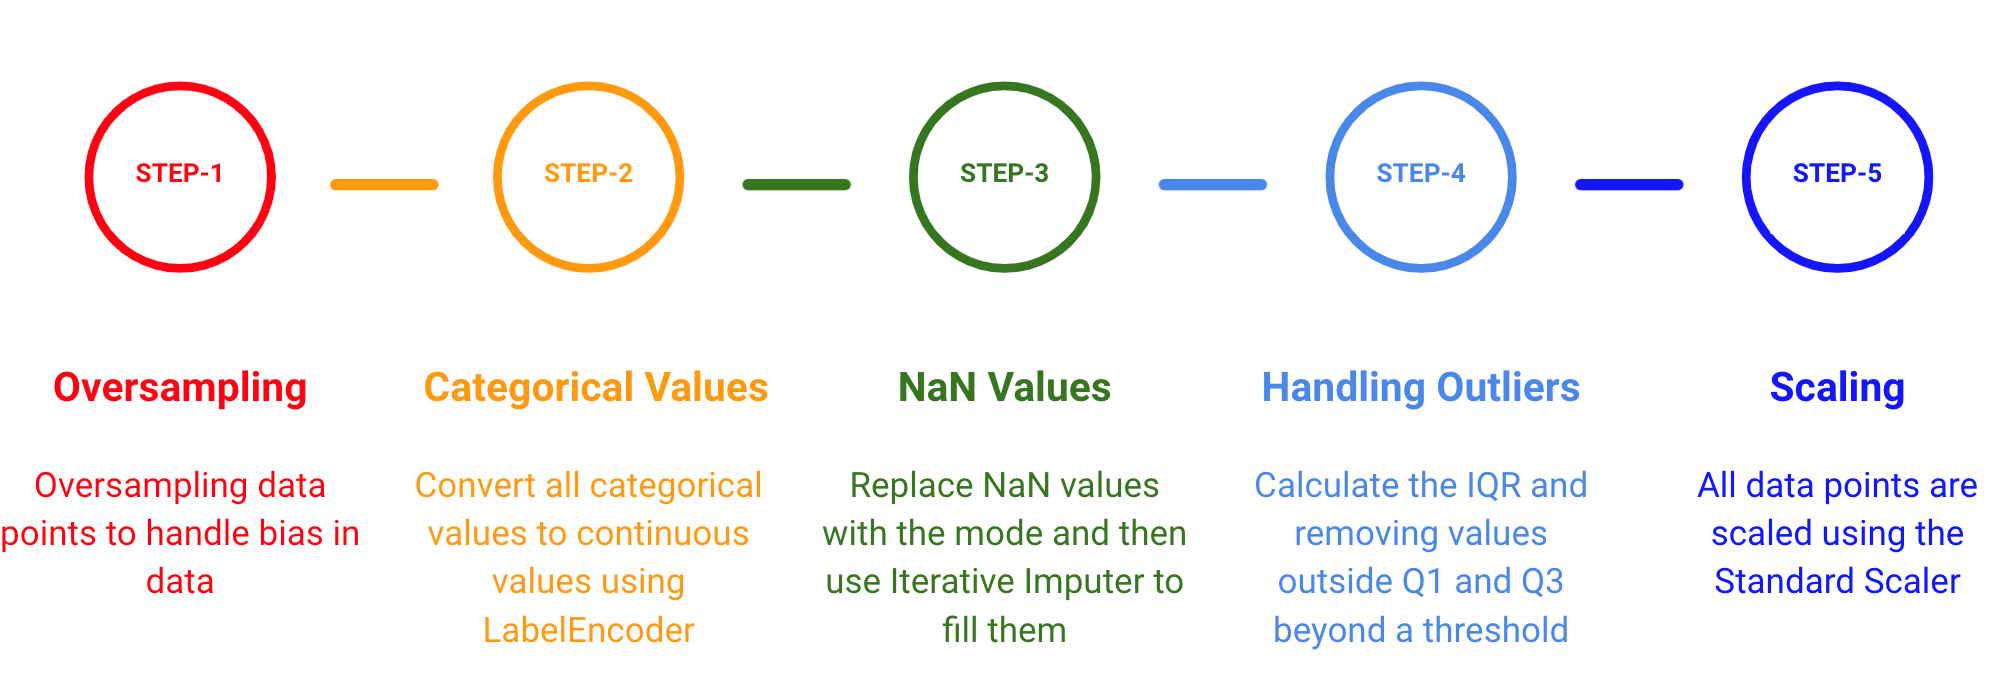 STEP-1
STEP-2
STEP-3
STEP-4
STEP-5
Oversampling
Oversampling data
points to handle bias in
data
Categorical Values
Convert all categorical
values to continuous
values using
LabelEncoder
NaN Values
Replace NaN values
with the mode and then
use Iterative Imputer to
fill them
Handling Outliers
Calculate the IQR and
removing values
outside Q1 and Q3
beyond a threshold
Scaling
All data points are
scaled using the
Standard Scaler